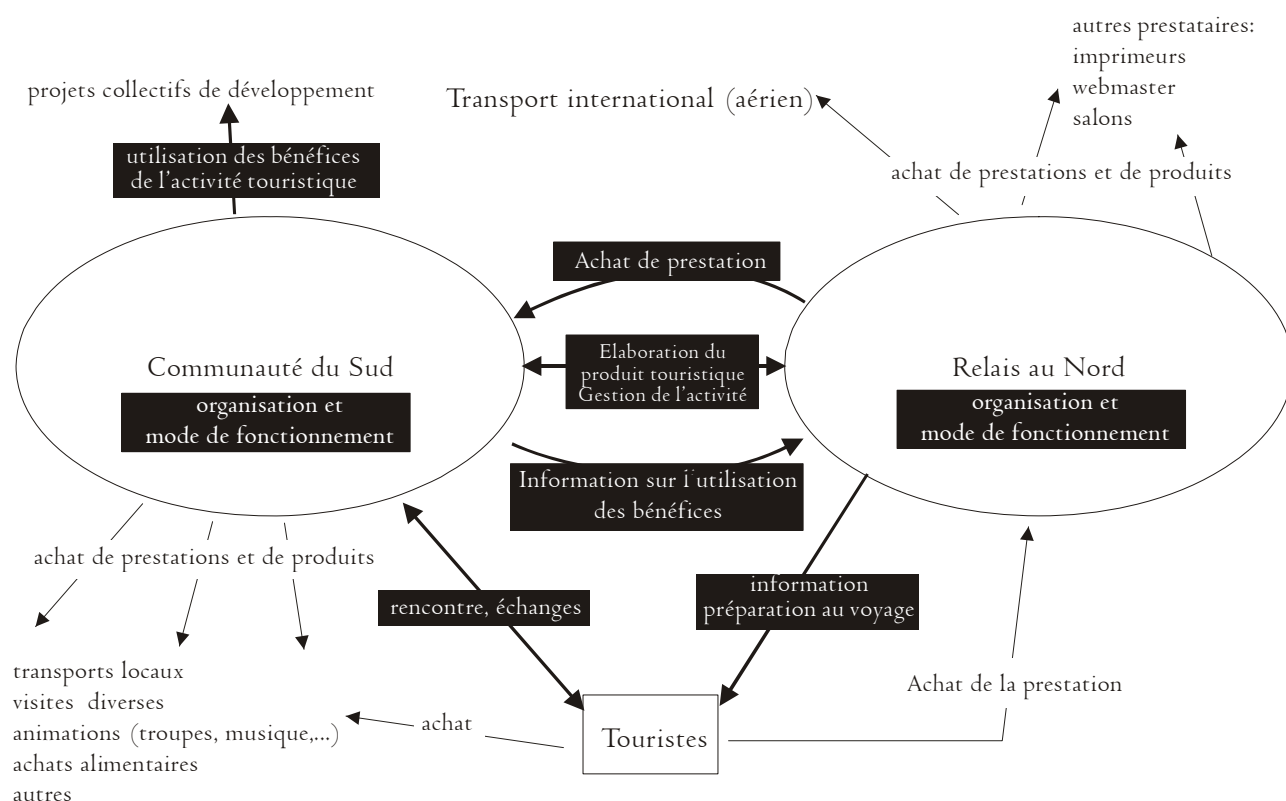 autres prestataires:
imprimeurs
webmaster
salons
projets collectifs de développement
Transport international (aérien)
utilisation des bénéfices
de l'activité touristique
achat de prestations et de produits
Achat de prestation
Elaboration du
produit touristique
Gestion de l'activité
Communauté du Sud
organisation et
mode de fonctionnement
Relais au Nord
organisation et
mode de fonctionnement
Information sur l'utilisation
des bénéfices
achat de prestations et de produits
rencontre, échanges
information
préparation au voyage
transports locaux
visites diverses
animations (troupes, musique,...)
achats alimentaires
autres
achat
Touristes
Achat de la prestation